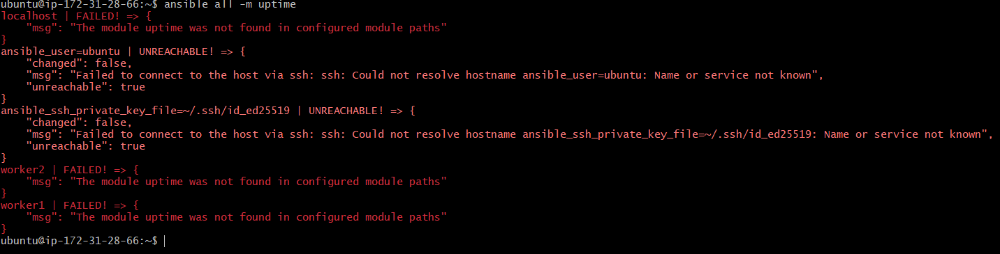 ubuntu@ip-172-31-28-66:~$ ansible all -m uptime
localhost | FAILED! => {
    "msg": "The module uptime was not found in configured module paths"
}
ansible_user=ubuntu | UNREACHABLE! => {
    "changed": false,
    "msg": "Failed to connect to the host via ssh: ssh: Could not resolve hostname ansible_user=ubuntu: Name or service not known",
    "unreachable": true
}
ansible_ssh_private_key_file=~/.ssh/id_ed25519 | UNREACHABLE! => {
    "changed": false,
    "msg": "Failed to connect to the host via ssh: ssh: Could not resolve hostname ansible_ssh_private_key_file=~/.ssh/id_ed25519: Name or service not known",
    "unreachable": true
}
worker2 | FAILED! => {
    "msg": "The module uptime was not found in configured module paths"
}
worker1 | FAILED! => {
    "msg": "The module uptime was not found in configured module paths"
}
ubuntu@ip-172-31-28-66:~$